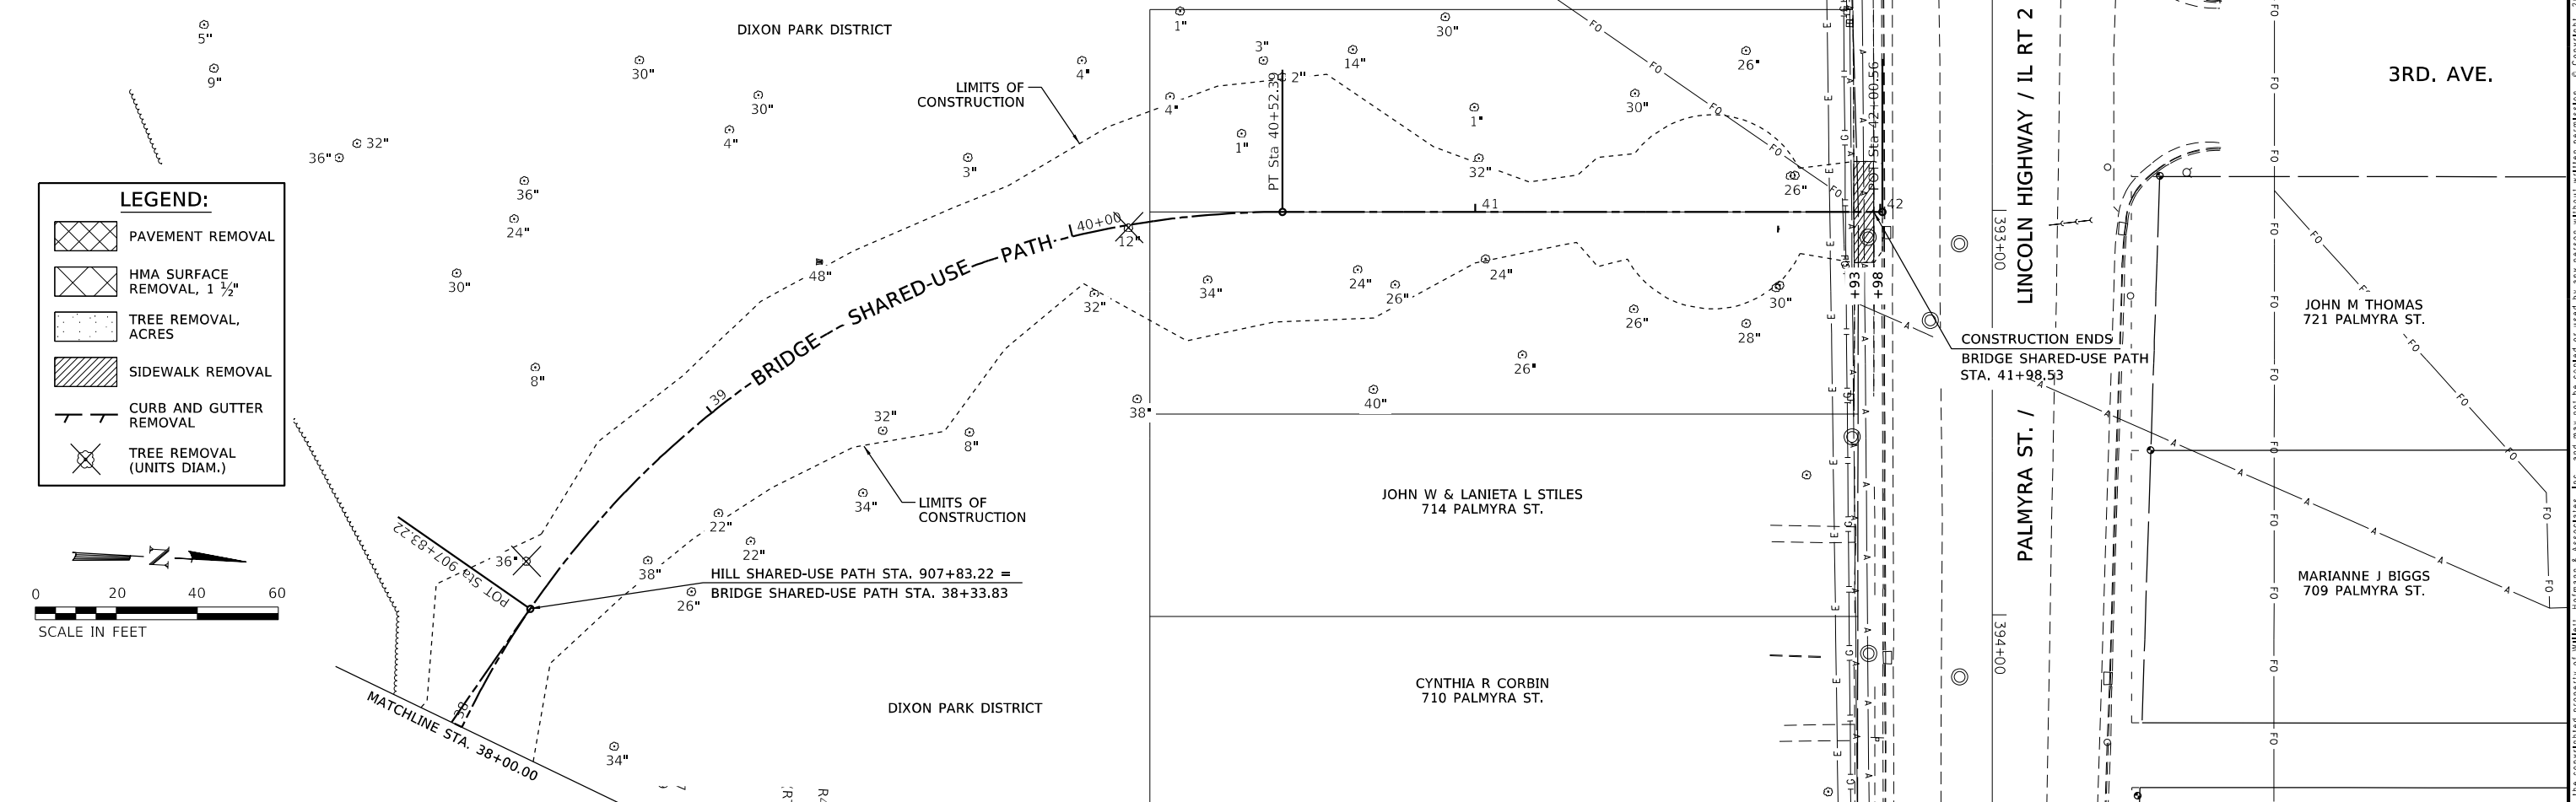 DIXON PARK DISTRICT
5"
9"
30"
30"
4"
36"
32"
36"
24"
30"
8"
3"
4"
4"
1"
3"
2"
14"
30"
1"
1"
32"
30"
26"
26"
LIMITS OF
CONSTRUCTION
PT Sta 40+52.39
POT Sta 42+00.56
LEGEND:
PAVEMENT REMOVAL
HMA SURFACE
REMOVAL, 1 ½"
TREE REMOVAL,
ACRES
SIDEWALK REMOVAL
CURB AND GUTTER
REMOVAL
TREE REMOVAL
(UNITS DIAM.)
N
0 20 40 60
SCALE IN FEET
48"
12"
BRIDGE SHARED-USE PATH
38
39
40+00
41
42
32"
34"
24"
26"
24"
30"
26"
28"
26"
40"
38"
32"
8"
34"
22"
22"
38"
26"
36"
34"
LIMITS OF
CONSTRUCTION
POT Sta 907+83.22
HILL SHARED-USE PATH STA. 907+83.22 =
BRIDGE SHARED-USE PATH STA. 38+33.83
MATCHLINE STA. 38+00.00
DIXON PARK DISTRICT
JOHN W & LANIETA L STILES
714 PALMYRA ST.
CYNTHIA R CORBIN
710 PALMYRA ST.
CONSTRUCTION ENDS
BRIDGE SHARED-USE PATH
STA. 41+98.53
PALMYRA ST. / LINCOLN HIGHWAY / IL RT 2
393+00
394+00
3RD. AVE.
JOHN M THOMAS
721 PALMYRA ST.
MARIANNE J BIGGS
709 PALMYRA ST.